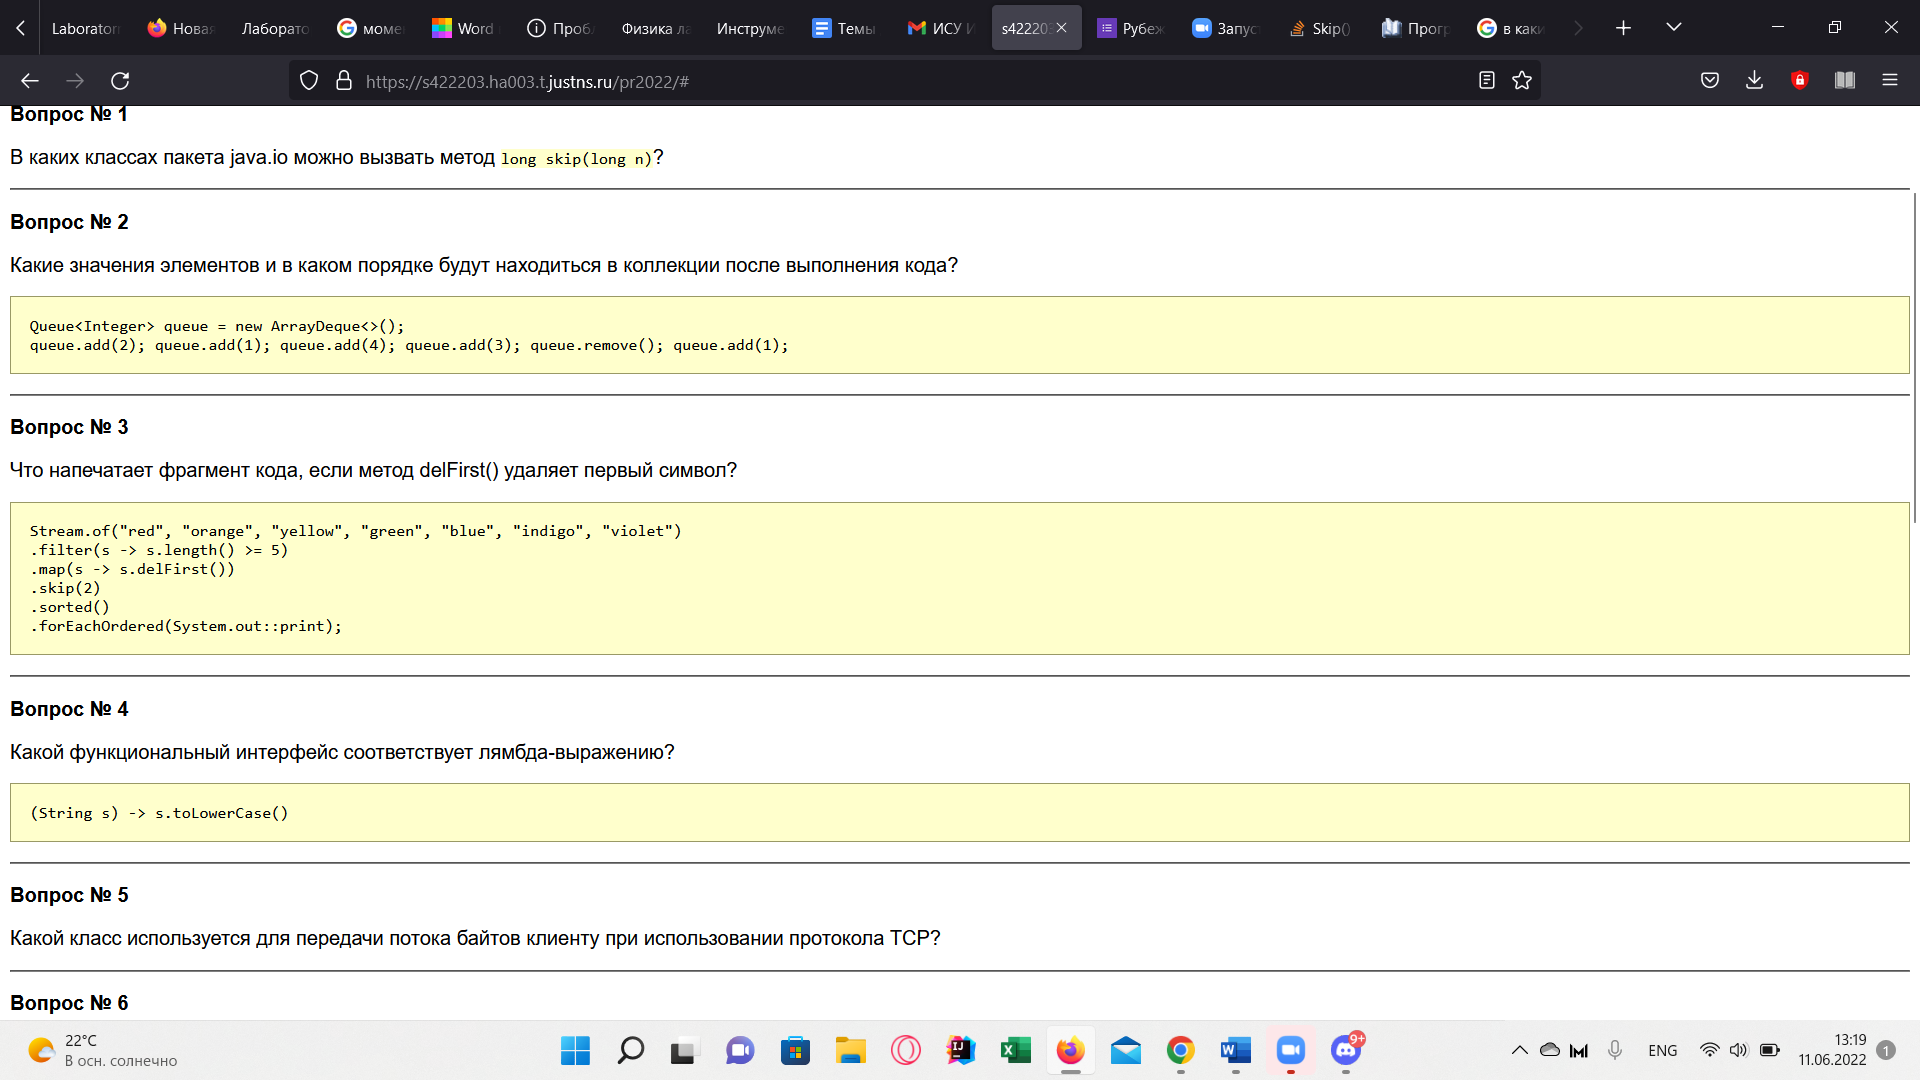 Laborator
Новая
Лаборато
моме
Word
Проб
Физика ла
Инструме
Темы
ИСУ И
s42220
Рубеж
Запус
Skip()
Прогр
в каки
https://s422203.ha003.t.justns.ru/pr2022/#
Вопрос № 1
В каких классах пакета java.io можно вызвать метод long skip(long n)?
Вопрос № 2
Какие значения элементов и в каком порядке будут находиться в коллекции после выполнения кода?
Queue<Integer> queue = new ArrayDeque<>();
queue.add(2); queue.add(1); queue.add(4); queue.add(3); queue.remove(); queue.add(1);
Вопрос № 3
Что напечатает фрагмент кода, если метод delFirst() удаляет первый символ?
Stream.of("red", "orange", "yellow", "green", "blue", "indigo", "violet")
.filter(s -> s.length() >= 5)
.map(s -> s.delFirst())
.skip(2)
.sorted()
.forEachOrdered(System.out::print);
Вопрос № 4
Какой функциональный интерфейс соответствует лямбда-выражению?
(String s) -> s.toLowerCase()
Вопрос № 5
Какой класс используется для передачи потока байтов клиенту при использовании протокола TCP?
Вопрос № 6
22°C
В осн. солнечно
9+
ENG
13:19
11.06.2022
1